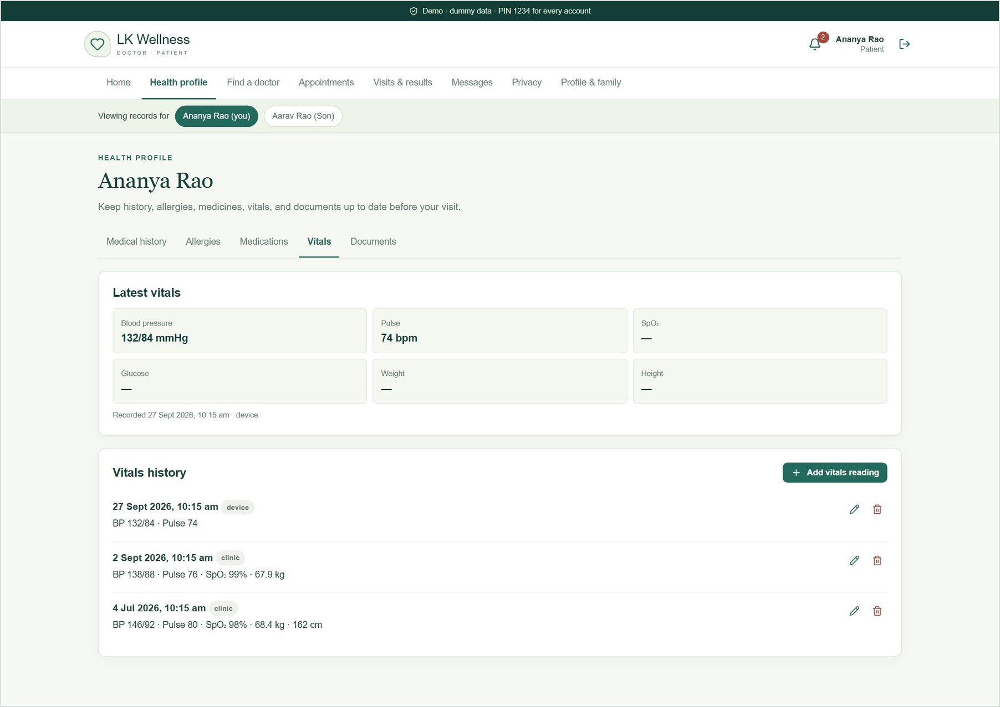 Demo · dummy data · PIN 1234 for every account
LK Wellness
DOCTOR · PATIENT
2
Ananya Rao
Patient
Home Health profile Find a doctor Appointments Visits & results Messages Privacy Profile & family
Viewing records for Ananya Rao (you) Aarav Rao (Son)
HEALTH PROFILE
Ananya Rao
Keep history, allergies, medicines, vitals, and documents up to date before your visit.
Medical history Allergies Medications Vitals Documents
Latest vitals
Blood pressure
132/84 mmHg
Pulse
74 bpm
SpO₂
—
Glucose
—
Weight
—
Height
—
Recorded 27 Sept 2026, 10:15 am · device
Vitals history
Add vitals reading
27 Sept 2026, 10:15 am device
BP 132/84 · Pulse 74
2 Sept 2026, 10:15 am clinic
BP 138/88 · Pulse 76 · SpO₂ 99% · 67.9 kg
4 Jul 2026, 10:15 am clinic
BP 146/92 · Pulse 80 · SpO₂ 98% · 68.4 kg · 162 cm